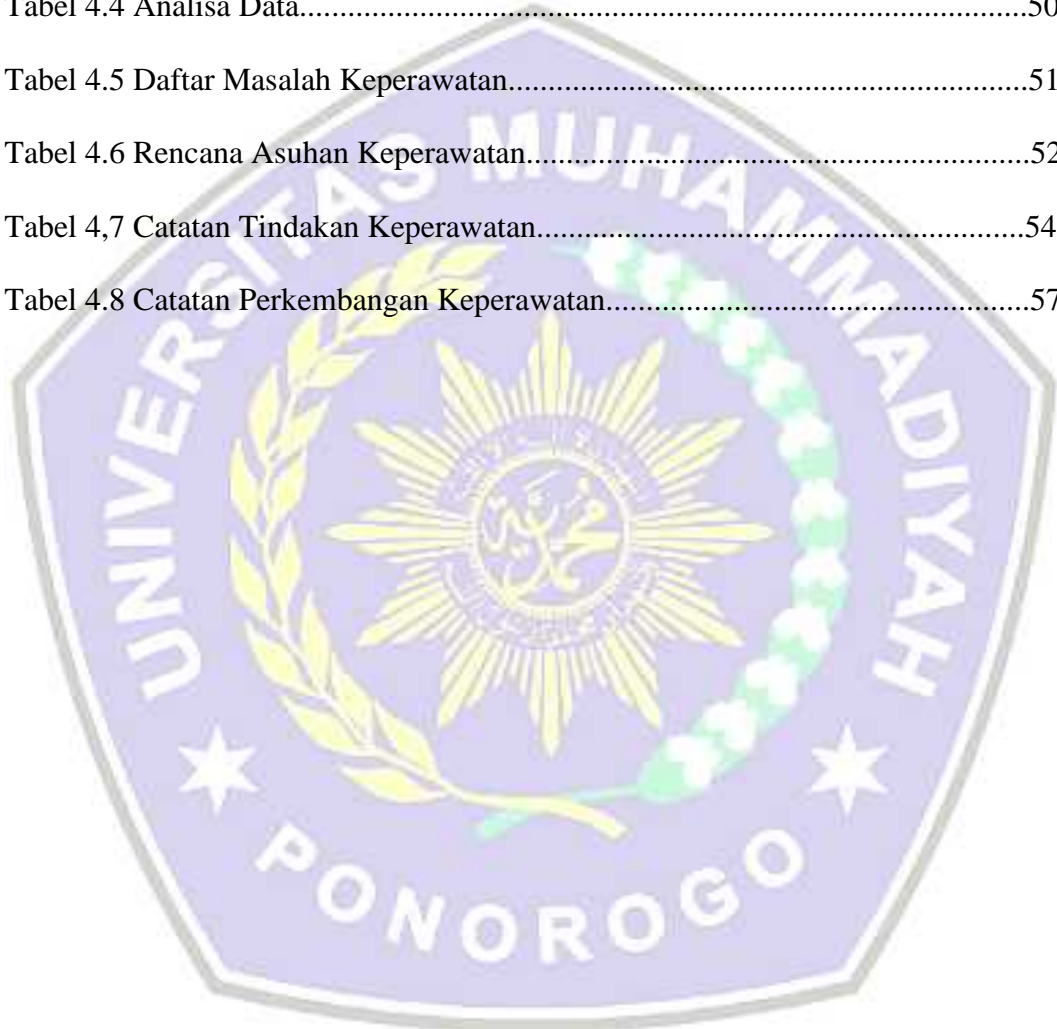 Tabel 4.4 Analisa Data...............................................................................................50
Tabel 4.5 Daftar Masalah Keperawatan....................................................................51
Tabel 4.6 Rencana Asuhan Keperawatan..................................................................52
Tabel 4,7 Catatan Tindakan Keperawatan................................................................54
Tabel 4.8 Catatan Perkembangan Keperawatan.......................................................57
UNIVERSITAS MUHAMMADIYAH
محمدية
PONOROGO